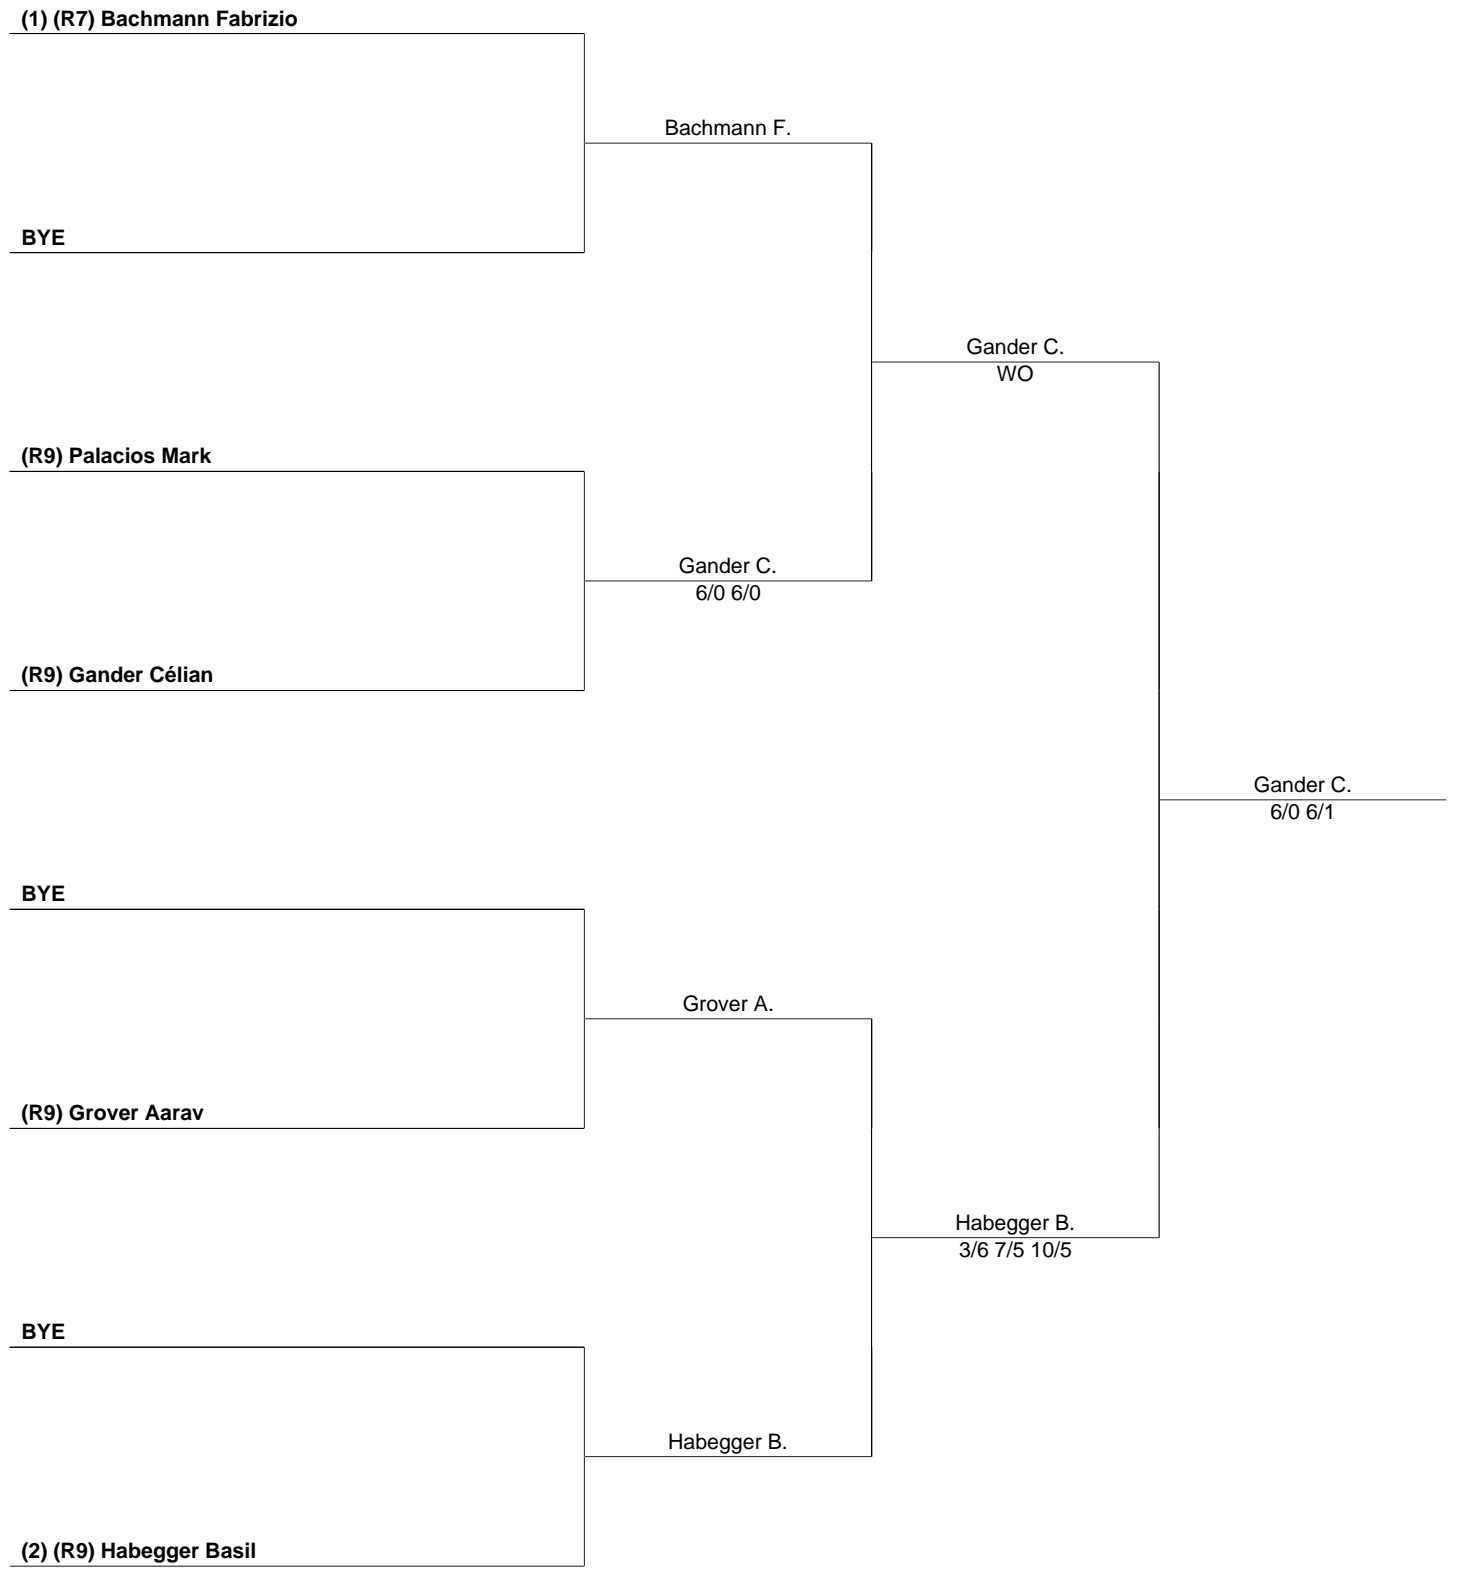 (1) (R7) Bachmann Fabrizio
Bachmann F.
BYE
Gander C.
WO
(R9) Palacios Mark
Gander C.
6/0 6/0
(R9) Gander Célian
Gander C.
6/0 6/1
BYE
Grover A.
(R9) Grover Aarav
Habegger B.
3/6 7/5 10/5
BYE
Habegger B.
(2) (R9) Habegger Basil